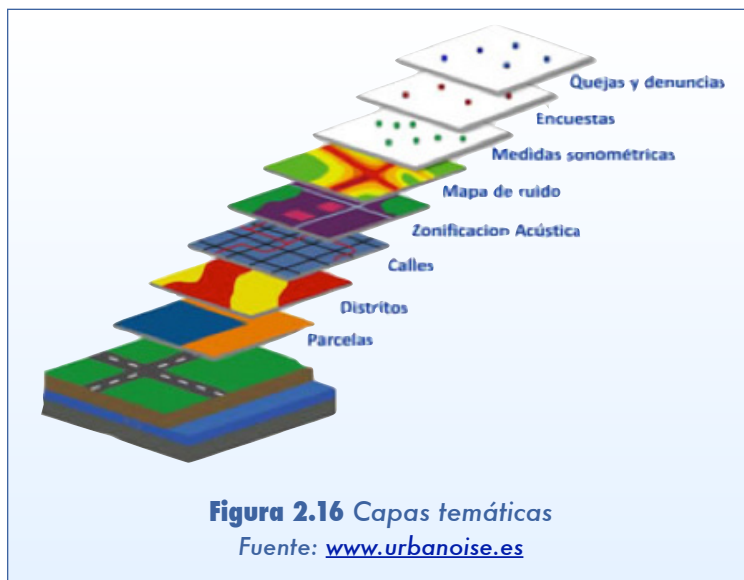 Quejas y denuncias
Encuestas
Medidas sonométricas
Mapa de ruido
Zonificacion Acústica
Calles
Distritos
Parcelas
Figura 2.16 Capas temáticas
Fuente: www.urbanoise.es